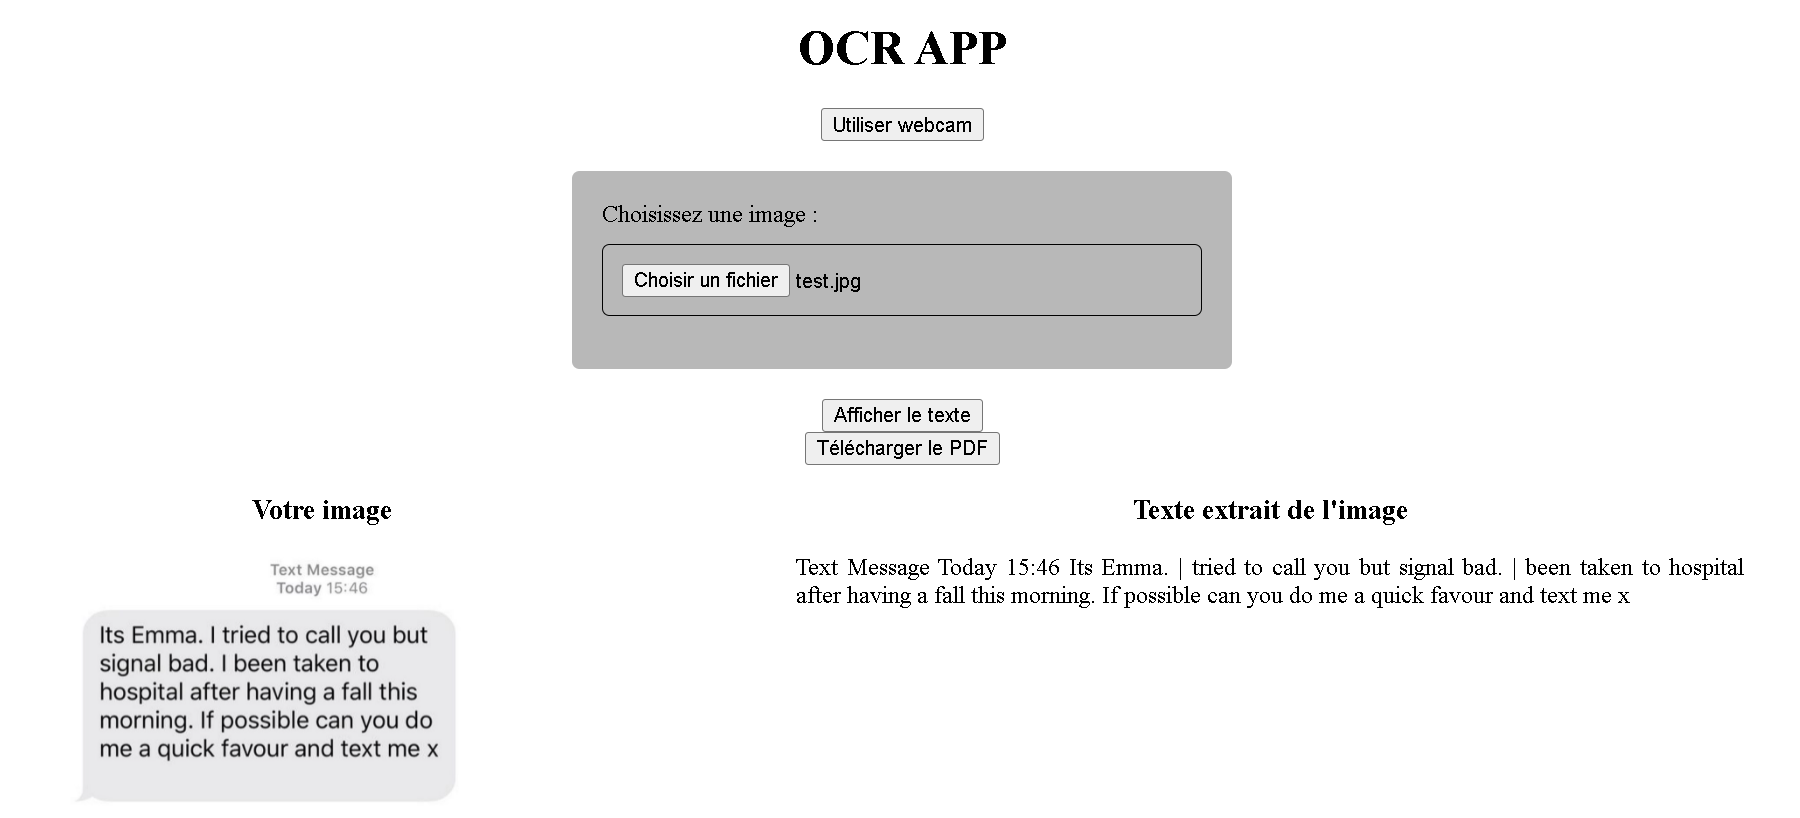 OCR APP
Utiliser webcam
Choisissez une image :
Choisir un fichier test.jpg
Afficher le texte
Télécharger le PDF
Votre image
Text Message
Today 15:46
Its Emma. I tried to call you but
signal bad. I been taken to
hospital after having a fall this
morning. If possible can you do
me a quick favour and text me x
Texte extrait de l'image
Text Message Today 15:46 Its Emma. | tried to call you but signal bad. | been taken to hospital
after having a fall this morning. If possible can you do me a quick favour and text me x